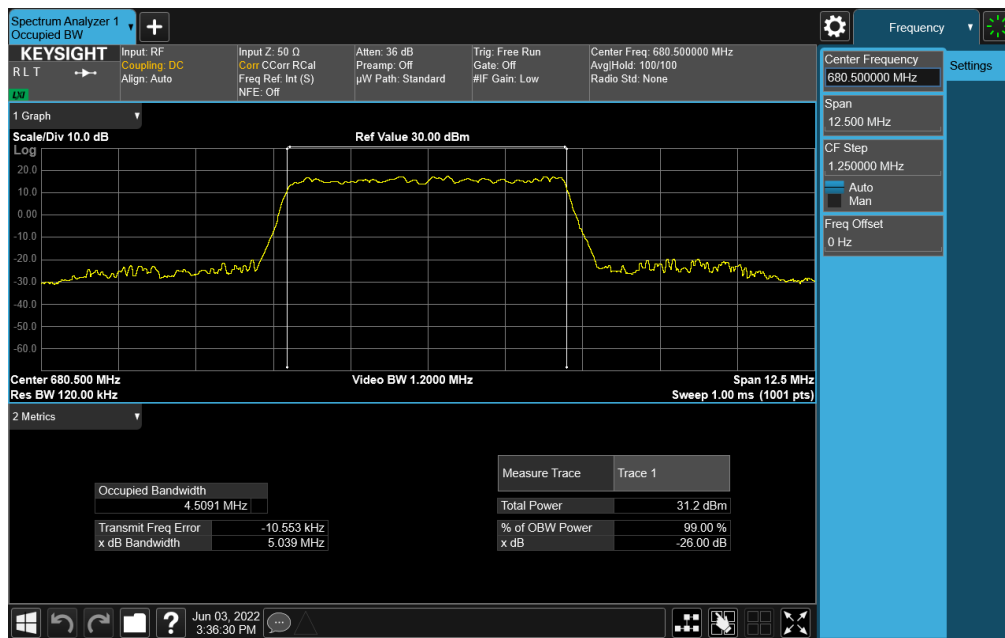 Spectrum Analyzer 1
Occupied BW
Frequency
KEYSIGHT
R L T
LXI
Input: RF
Coupling: DC
Align: Auto
Input Z: 50 Ω
Corr CCorr RCal
Freq Ref: Int (S)
NFE: Off
Atten: 36 dB
Preamp: Off
µW Path: Standard
Trig: Free Run
Gate: Off
#IF Gain: Low
Center Freq: 680.500000 MHz
Avg|Hold: 100/100
Radio Std: None
Center Frequency
680.500000 MHz
Settings
Span
12.500 MHz
CF Step
1.250000 MHz
Auto
Man
Freq Offset
0 Hz
1 Graph
Scale/Div 10.0 dB
Ref Value 30.00 dBm
Log
20.0
10.0
0.00
-10.0
-20.0
-30.0
-40.0
-50.0
-60.0
Center 680.500 MHz
Video BW 1.2000 MHz
Span 12.5 MHz
Res BW 120.00 kHz
Sweep 1.00 ms (1001 pts)
2 Metrics
Occupied Bandwidth
4.5091 MHz
Transmit Freq Error -10.553 kHz
x dB Bandwidth 5.039 MHz
Measure Trace Trace 1
Total Power 31.2 dBm
% of OBW Power 99.00 %
x dB -26.00 dB
Jun 03, 2022
3:36:30 PM